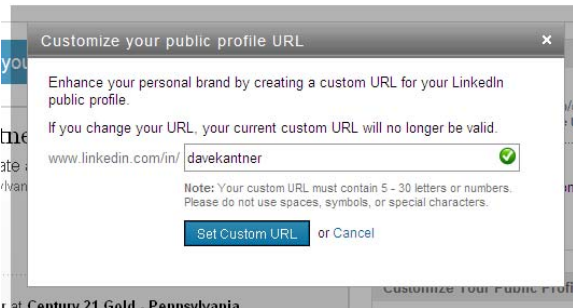 Customize your public profile URL
you
Enhance your personal brand by creating a custom URL for your LinkedIn
public profile.
If you change your URL, your current custom URL will no longer be valid.
www.linkedin.com/in/ davekantner
Note: Your custom URL must contain 5 - 30 letters or numbers.
Please do not use spaces, symbols, or special characters.
Set Custom URL or Cancel
Customize Your Public Profi
at Century 21 Gold - Pennsylvania